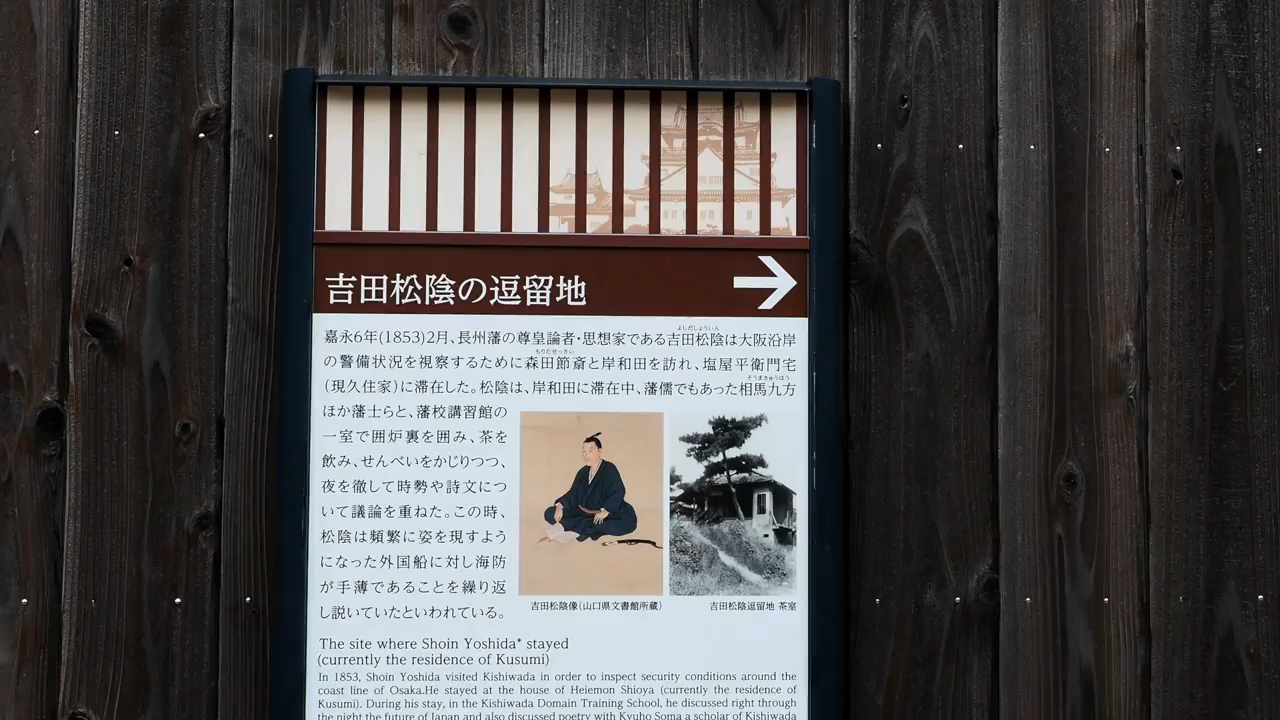 吉田松陰の逗留地
嘉永6年(1853)2月、長州藩の尊皇論者・思想家である吉田松陰は大阪沿岸
よしだしょういん
の警備状況を視察するために森田節斎と岸和田を訪れ、塩屋平衛門宅
もりたせっさい
(現久住家)に滞在した。松陰は、岸和田に滞在中、藩儒でもあった相馬九方
そうまきゅうほう
ほか藩士らと、藩校講習館の
一室で囲炉裏を囲み、茶を
飲み、せんべいをかじりつつ、
夜を徹して時勢や詩文につ
いて議論を重ねた。この時、
松陰は頻繁に姿を現すよう
になった外国船に対し海防
が手薄であることを繰り返
し説いていたといわれている。
吉田松陰像(山口県文書館所蔵)
吉田松陰逗留地 茶室
The site where Shoin Yoshida* stayed
(currently the residence of Kusumi)
In 1853, Shoin Yoshida visited Kishiwada in order to inspect security conditions around the
coast line of Osaka.He stayed at the house of Heiemon Shioya (currently the residence of
Kusumi). During his stay, in the Kishiwada Domain Training School, he discussed right through
the night the future of Japan and also discussed poetry with Kyuho Soma a scholar of Kishiwada